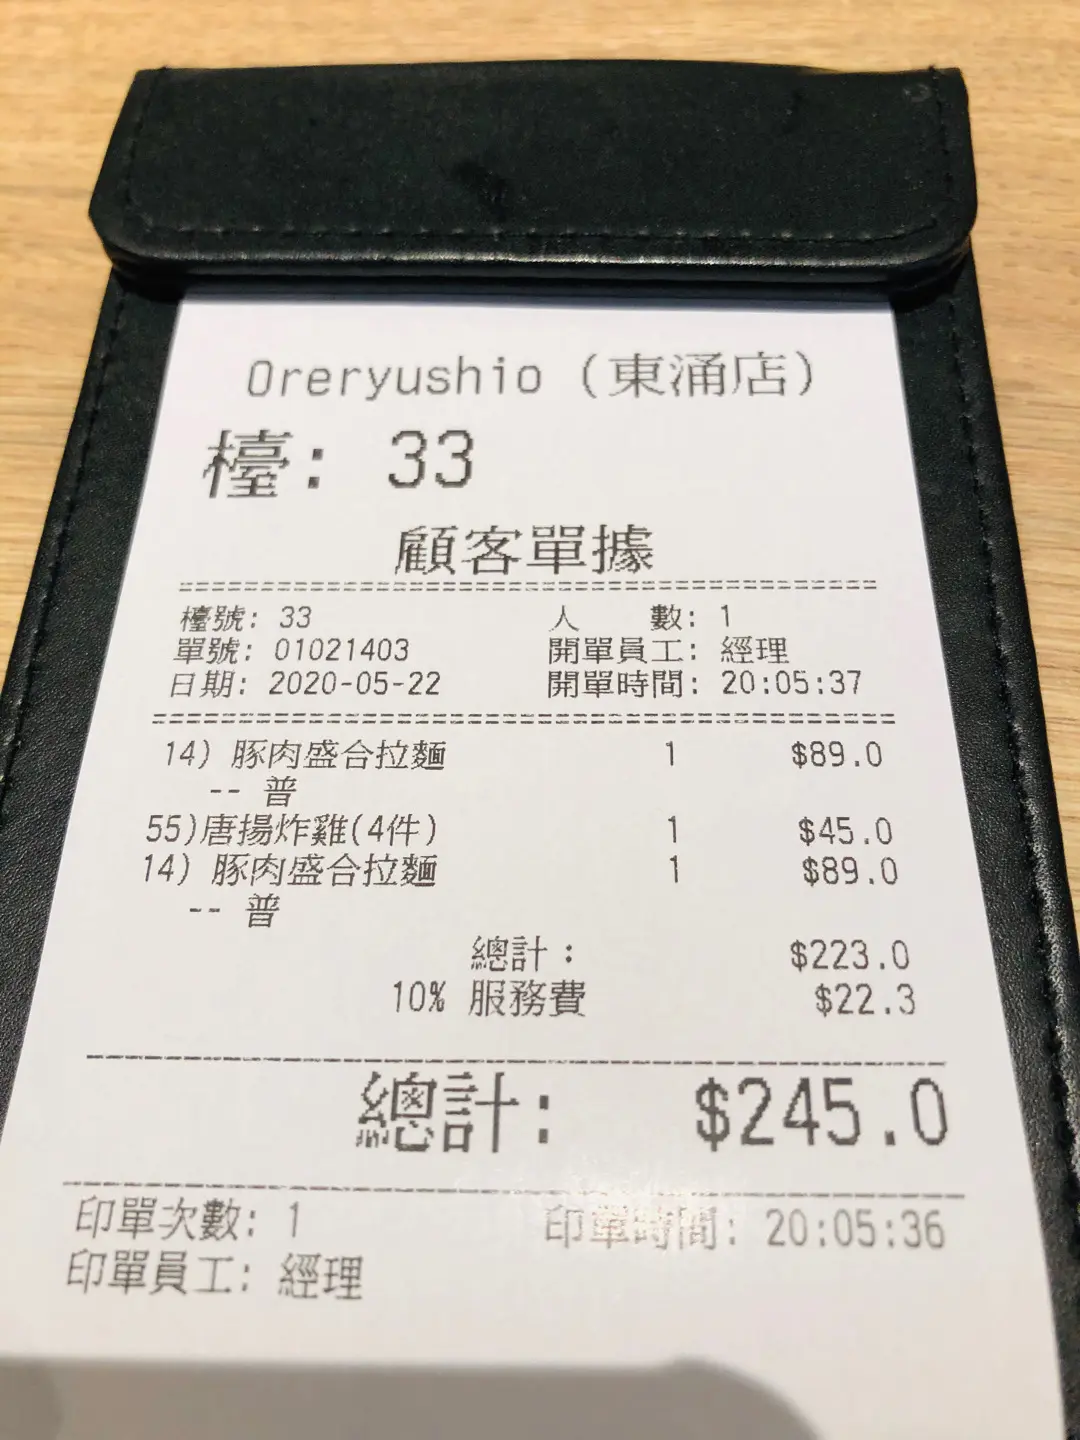 Oreryushio (東涌店)
檯: 33
顧客單據
檯號: 33 人 數: 1
單號: 01021403 開單員工: 經理
日期: 2020-05-22 開單時間: 20:05:37
14) 豚肉盛合拉麵 1 $89.0
-- 普
55)唐揚炸雞(4件) 1 $45.0
14) 豚肉盛合拉麵 1 $89.0
-- 普
總計: $223.0
10% 服務費 $22.3
總計: $245.0
印單次數: 1 印單時間: 20:05:36
印單員工: 經理